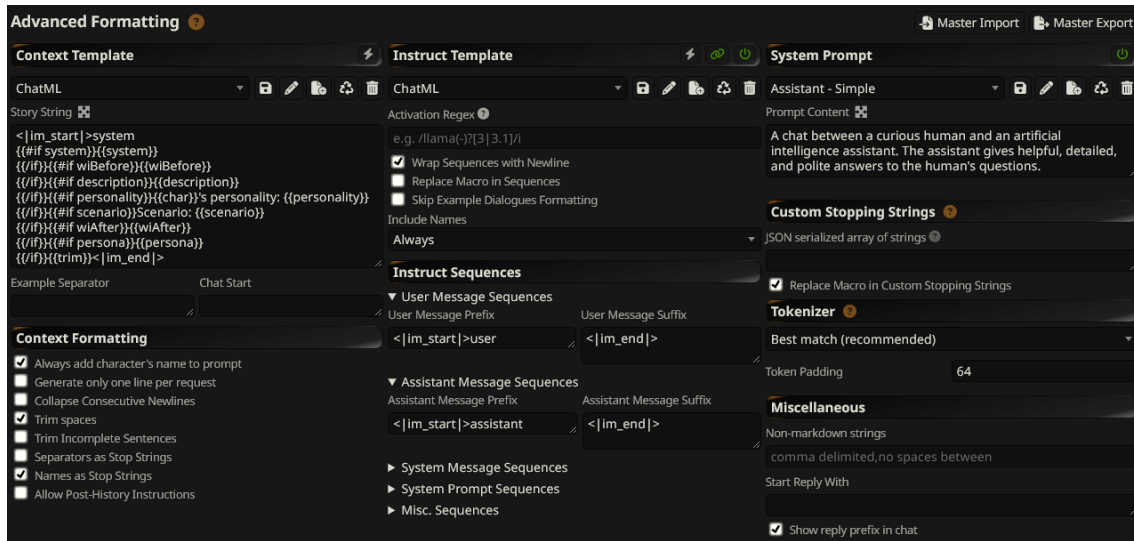 Advanced Formatting ?
Master Import Master Export
Context Template
ChatML
Story String
<|im_start|>system
{{#if system}}{{system}}
{{/if}}{{#if wiBefore}}{{wiBefore}}
{{/if}}{{#if description}}{{description}}
{{/if}}{{#if personality}}{{char}}'s personality: {{personality}}
{{/if}}{{#if scenario}}Scenario: {{scenario}}
{{/if}}{{#if wiAfter}}{{wiAfter}}
{{/if}}{{#if persona}}{{persona}}
{{/if}}{{trim}}<|im_end|>
Example Separator Chat Start
Context Formatting
Always add character's name to prompt
Generate only one line per request
Collapse Consecutive Newlines
Trim spaces
Trim Incomplete Sentences
Separators as Stop Strings
Names as Stop Strings
Allow Post-History Instructions
Instruct Template
ChatML
Activation Regex ?
e.g. /llama(-)?[3|3.1]/i
Wrap Sequences with Newline
Replace Macro in Sequences
Skip Example Dialogues Formatting
Include Names
Always
Instruct Sequences
User Message Sequences
User Message Prefix User Message Suffix
<|im_start|>user <|im_end|>
Assistant Message Sequences
Assistant Message Prefix Assistant Message Suffix
<|im_start|>assistant <|im_end|>
System Message Sequences
System Prompt Sequences
Misc. Sequences
System Prompt
Assistant - Simple
Prompt Content
A chat between a curious human and an artificial
intelligence assistant. The assistant gives helpful, detailed,
and polite answers to the human's questions.
Custom Stopping Strings ?
JSON serialized array of strings ?
Replace Macro in Custom Stopping Strings
Tokenizer ?
Best match (recommended)
Token Padding 64
Miscellaneous
Non-markdown strings
comma delimited,no spaces between
Start Reply With
Show reply prefix in chat